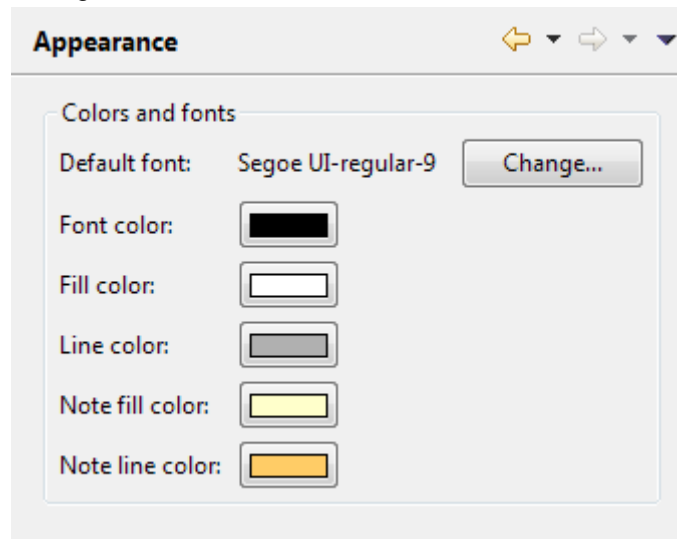 Appearance
Colors and fonts
Default font: Segoe UI-regular-9 Change...
Font color:
Fill color:
Line color:
Note fill color:
Note line color: